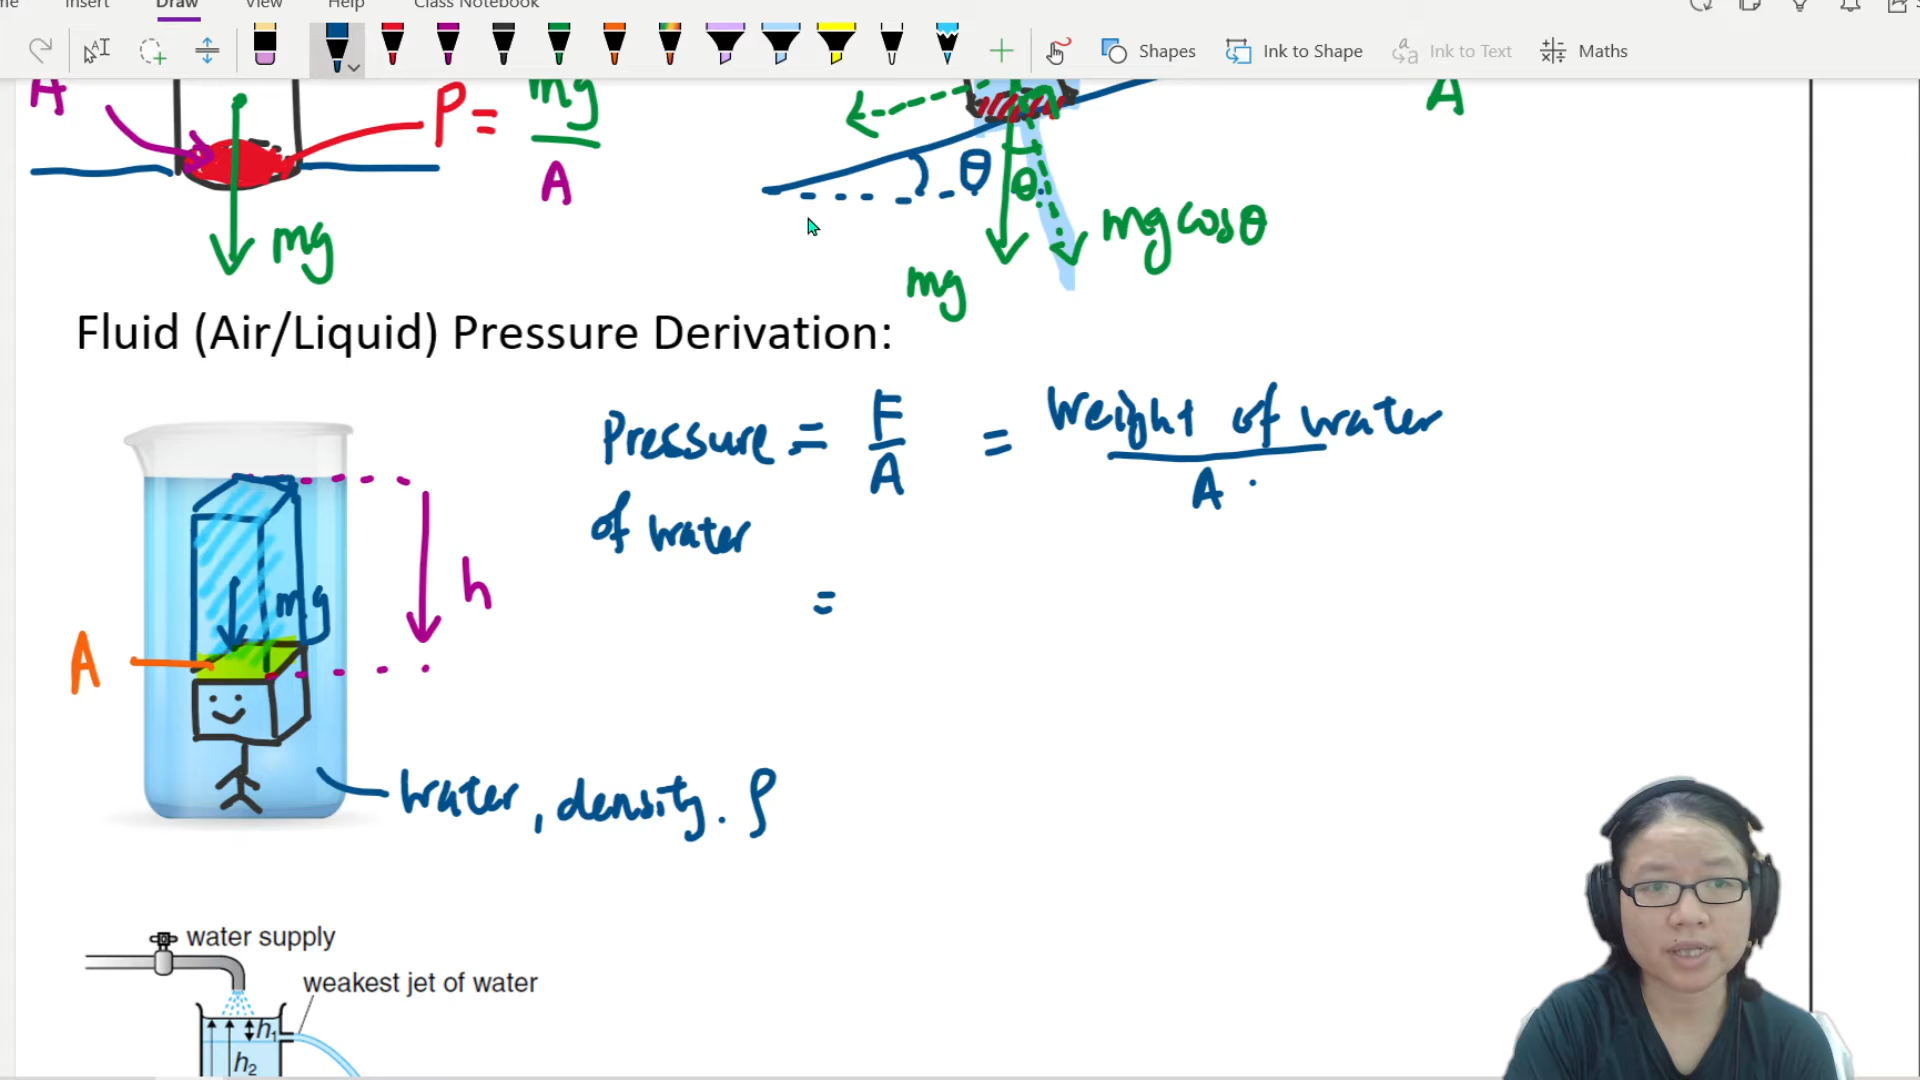 Insert Draw View Help Class Notebook
Shapes Ink to Shape Ink to Text Maths
A
P = mg / A
mg
θ
θ
mg
mg cosθ
A
Fluid (Air/Liquid) Pressure Derivation:
Pressure = F / A = Weight of water / A
of water
=
h
mg
A
water, density. ρ
water supply
weakest jet of water
h₁
h₂